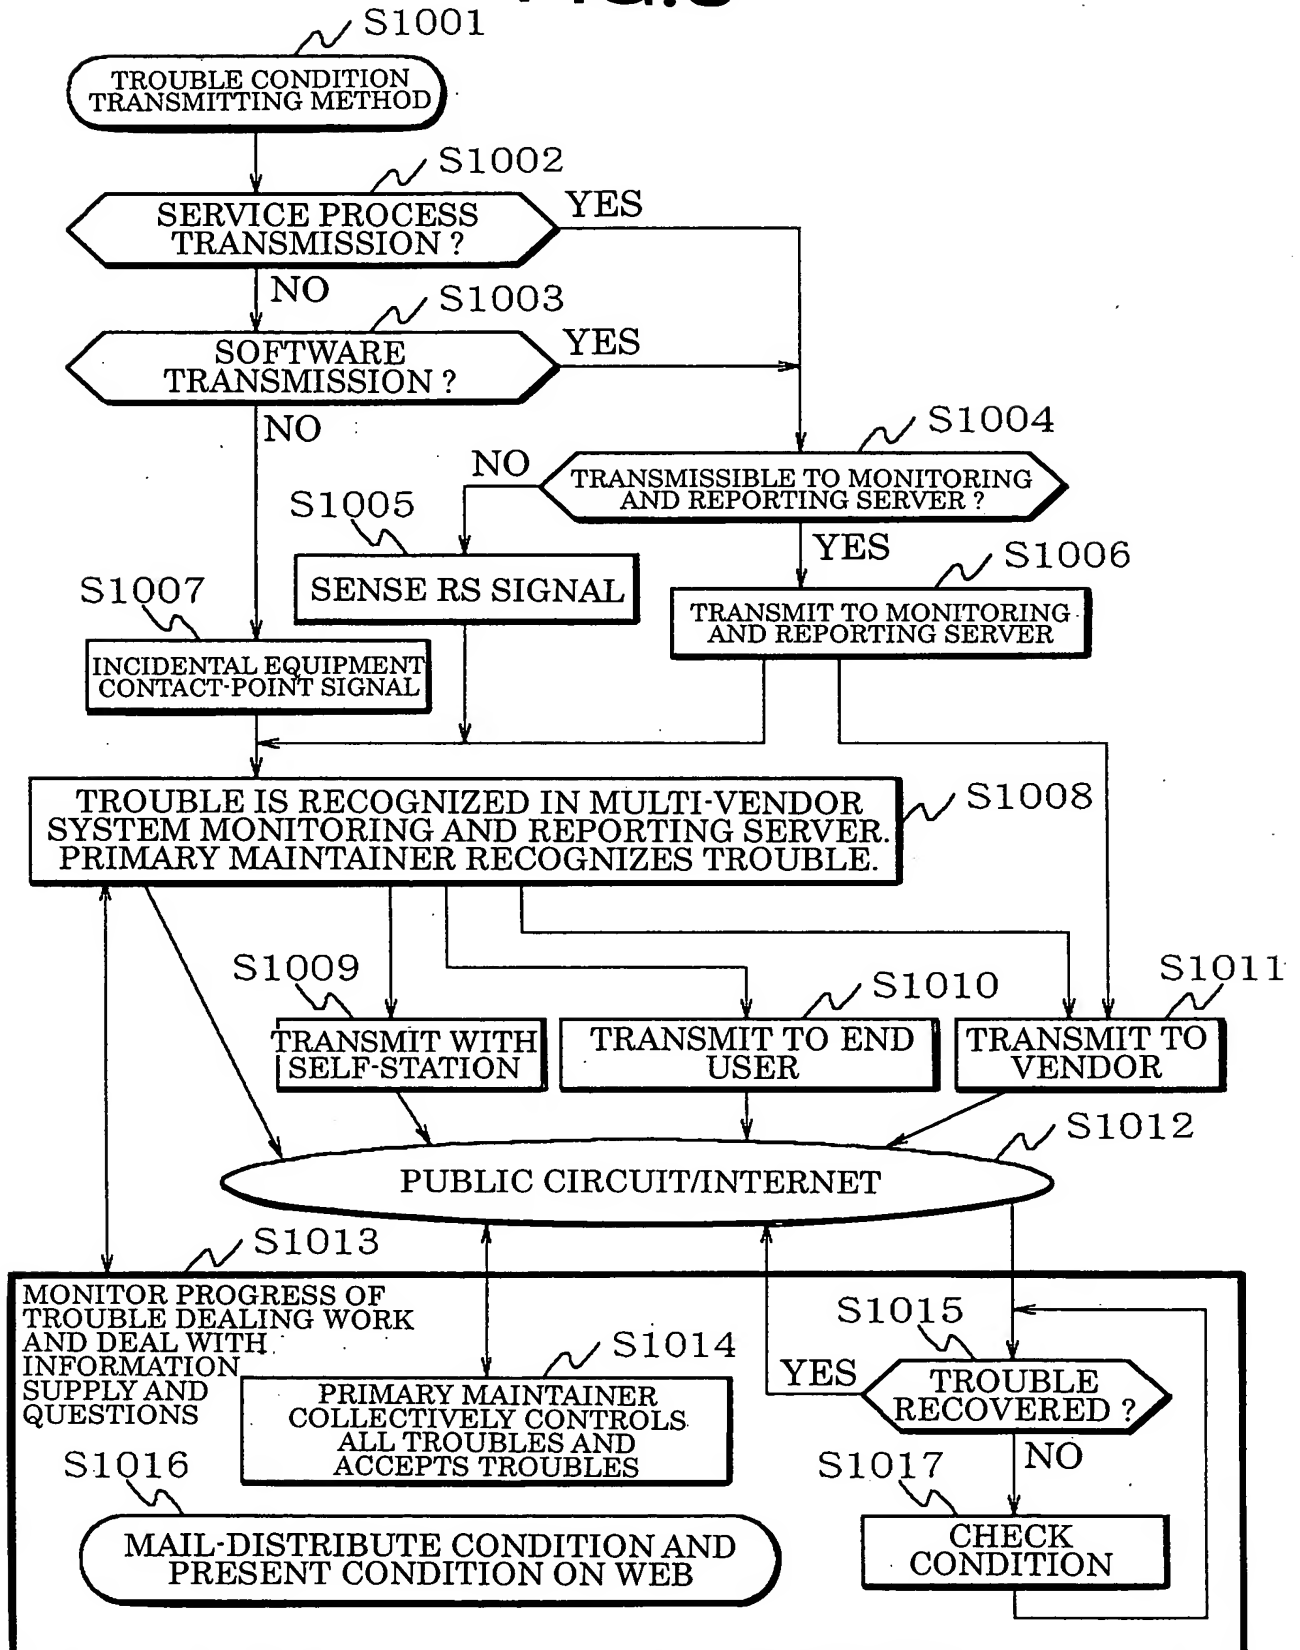 S1001
TROUBLE CONDITION
TRANSMITTING METHOD
S1002
SERVICE PROCESS
TRANSMISSION ?
YES
NO
S1003
SOFTWARE
TRANSMISSION ?
YES
NO
S1004
TRANSMISSIBLE TO MONITORING
AND REPORTING SERVER ?
NO
YES
S1005
SENSE RS SIGNAL
S1006
TRANSMIT TO MONITORING
AND REPORTING SERVER
S1007
INCIDENTAL EQUIPMENT
CONTACT-POINT SIGNAL
S1008
TROUBLE IS RECOGNIZED IN MULTI-VENDOR
SYSTEM MONITORING AND REPORTING SERVER.
PRIMARY MAINTAINER RECOGNIZES TROUBLE.
S1009
TRANSMIT WITH
SELF-STATION
S1010
TRANSMIT TO END
USER
S1011
TRANSMIT TO
VENDOR
S1012
PUBLIC CIRCUIT/INTERNET
S1013
MONITOR PROGRESS OF
TROUBLE DEALING WORK
AND DEAL WITH
INFORMATION
SUPPLY AND
QUESTIONS
S1014
PRIMARY MAINTAINER
COLLECTIVELY CONTROLS
ALL TROUBLES AND
ACCEPTS TROUBLES
S1015
TROUBLE
RECOVERED ?
YES
NO
S1016
MAIL-DISTRIBUTE CONDITION AND
PRESENT CONDITION ON WEB
S1017
CHECK
CONDITION